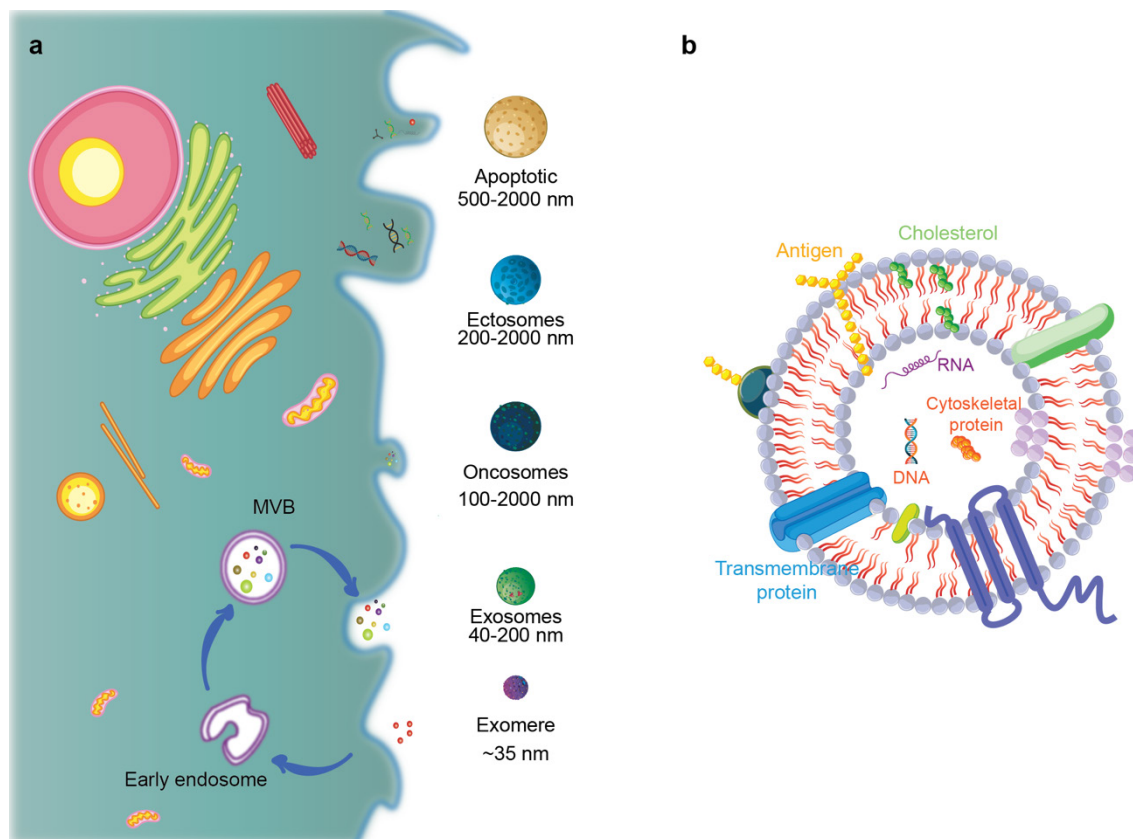 a
Apoptotic
500-2000 nm
Ectosomes
200-2000 nm
Oncosomes
100-2000 nm
MVB
Exosomes
40-200 nm
Exomere
~35 nm
Early endosome
b
Antigen
Cholesterol
RNA
Cytoskeletal
protein
DNA
Transmembrane
protein